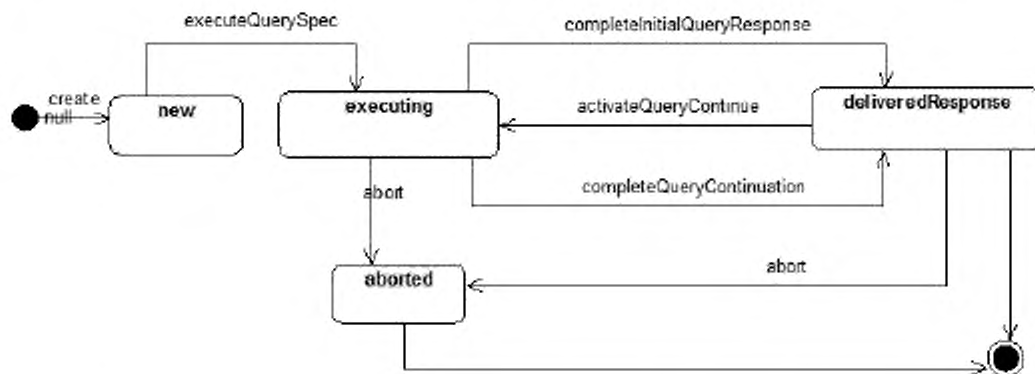 executeQuerySpec
completeInitialQueryResponse
create
null
new
executing
activateQueryContinue
deliveredResponse
abort
completeQueryContinuation
aborted
abort